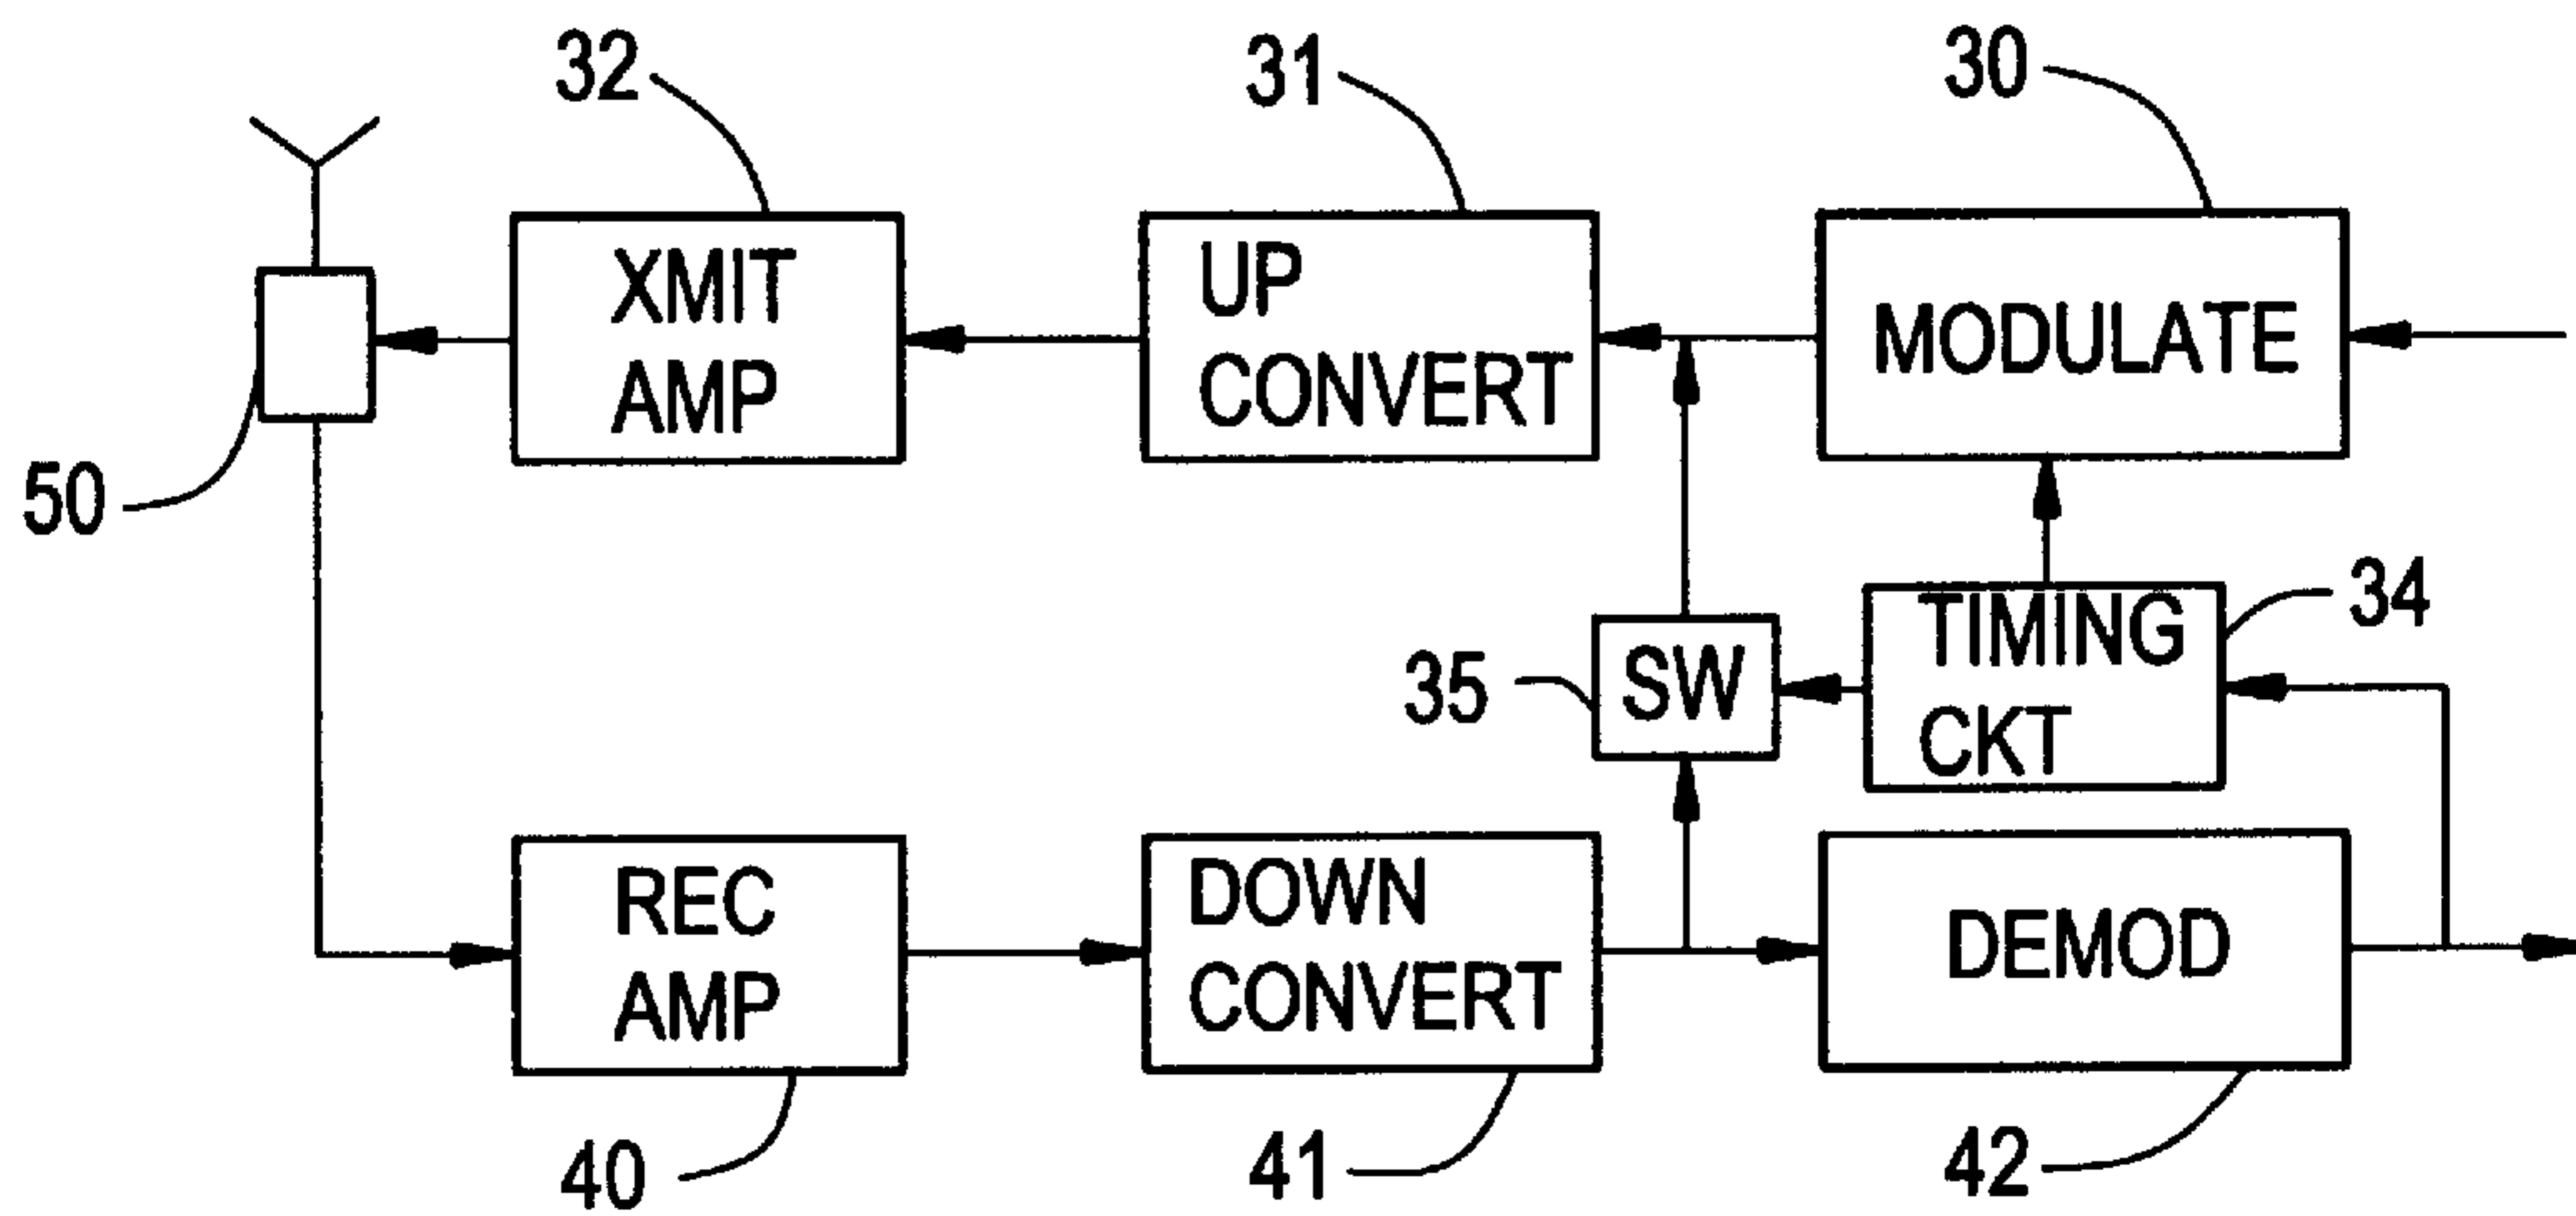 32
31
30
XMIT
AMP
UP
CONVERT
MODULATE
50
34
TIMING
CKT
35
SW
REC
AMP
DOWN
CONVERT
DEMOD
40
41
42